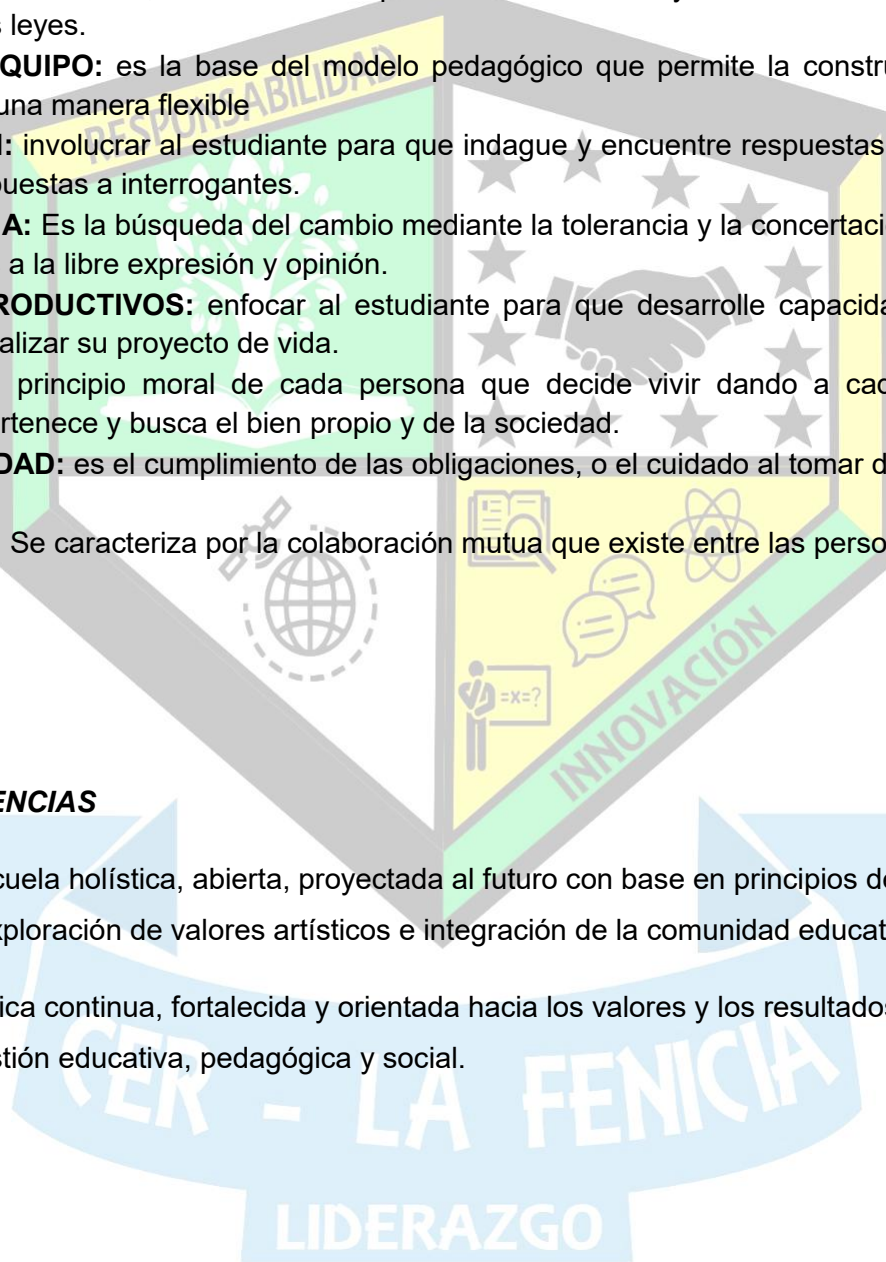 s leyes.
QUIPO: es la base del modelo pedagógico que permite la constru
una manera flexible
: involucrar al estudiante para que indague y encuentre respuestas
puestas a interrogantes.
A: Es la búsqueda del cambio mediante la tolerancia y la concertaci
a la libre expresión y opinión.
RODUCTIVOS: enfocar al estudiante para que desarrolle capacida
alizar su proyecto de vida.
principio moral de cada persona que decide vivir dando a cad
rtenece y busca el bien propio y de la sociedad.
DAD: es el cumplimiento de las obligaciones, o el cuidado al tomar d
Se caracteriza por la colaboración mutua que existe entre las perso
ENCIAS
cuela holística, abierta, proyectada al futuro con base en principios de
xploración de valores artísticos e integración de la comunidad educat
ica continua, fortalecida y orientada hacia los valores y los resultados
stión educativa, pedagógica y social.
RESPONSABILIDAD
=x=?
INNOVACIÓN
CER - LA FENICIA
LIDERAZGO